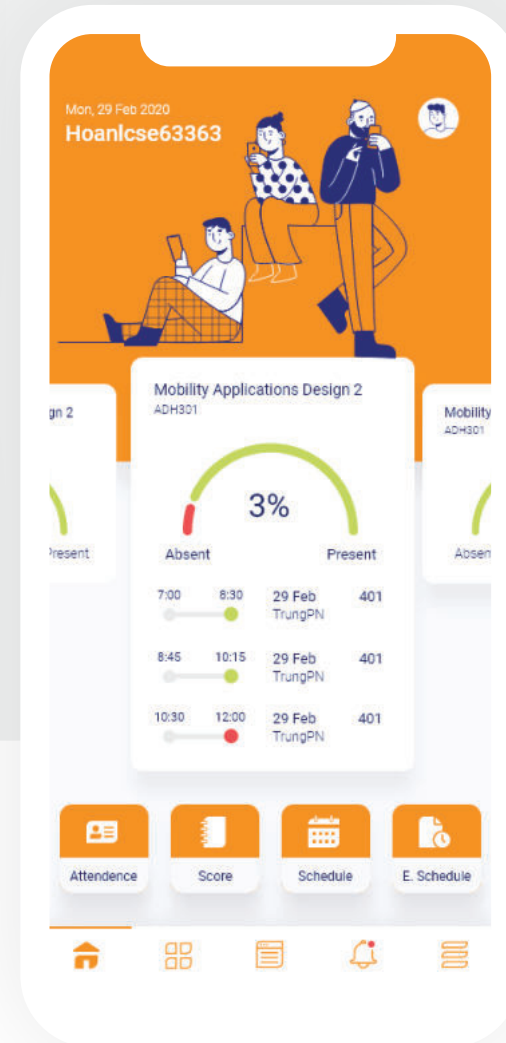 Mon, 29 Feb 2020
Hoanlcse63363
gn 2
Present
Mobility Applications Design 2
ADH301
3%
Absent Present
7:00 8:30 29 Feb 401
TrungPN
8:45 10:15 29 Feb 401
TrungPN
10:30 12:00 29 Feb 401
TrungPN
Mobility
ADH301
Absen
Attendence Score Schedule E. Schedule